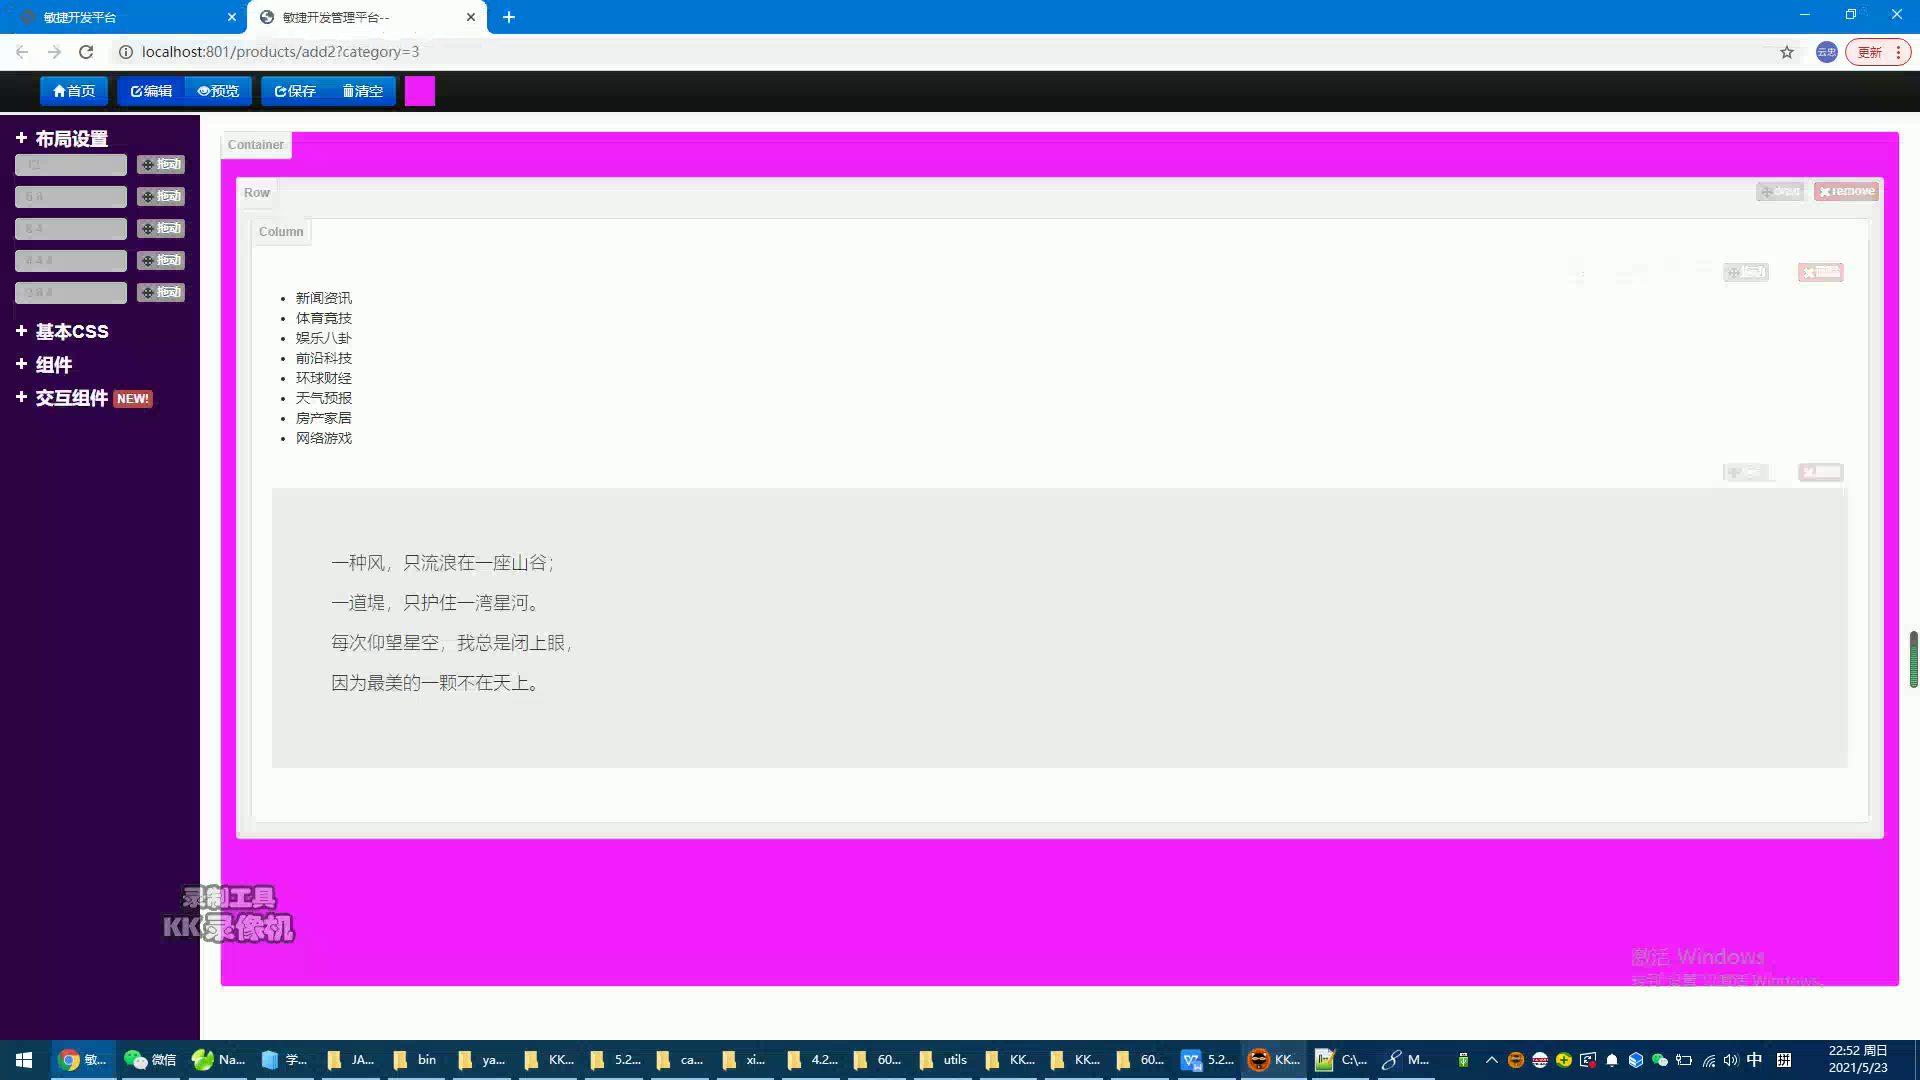 敏捷开发平台
敏捷开发管理平台--
localhost:801/products/add2?category=3
云忠
更新
首页
编辑
预览
保存
清空
布局设置
12
拖动
6 6
拖动
8 4
拖动
4 4 4
拖动
2 6 4
拖动
基本CSS
组件
交互组件 NEW!
Container
Row
remove
Column
新闻资讯
体育竞技
娱乐八卦
前沿科技
环球财经
天气预报
房产家居
网络游戏
一种风，只流浪在一座山谷；
一道堤，只护住一湾星河。
每次仰望星空，我总是闭上眼，
因为最美的一颗不在天上。
录制工具
KK录像机
激活 Windows
转到"设置"以激活 Windows。
敏...
微信
Na...
学...
JA...
bin
ya...
KK...
5.2...
ca...
xi...
4.2...
60...
utils
KK...
KK...
60...
5.2...
KK...
C:\...
M...
中
拼
22:52 周日
2021/5/23